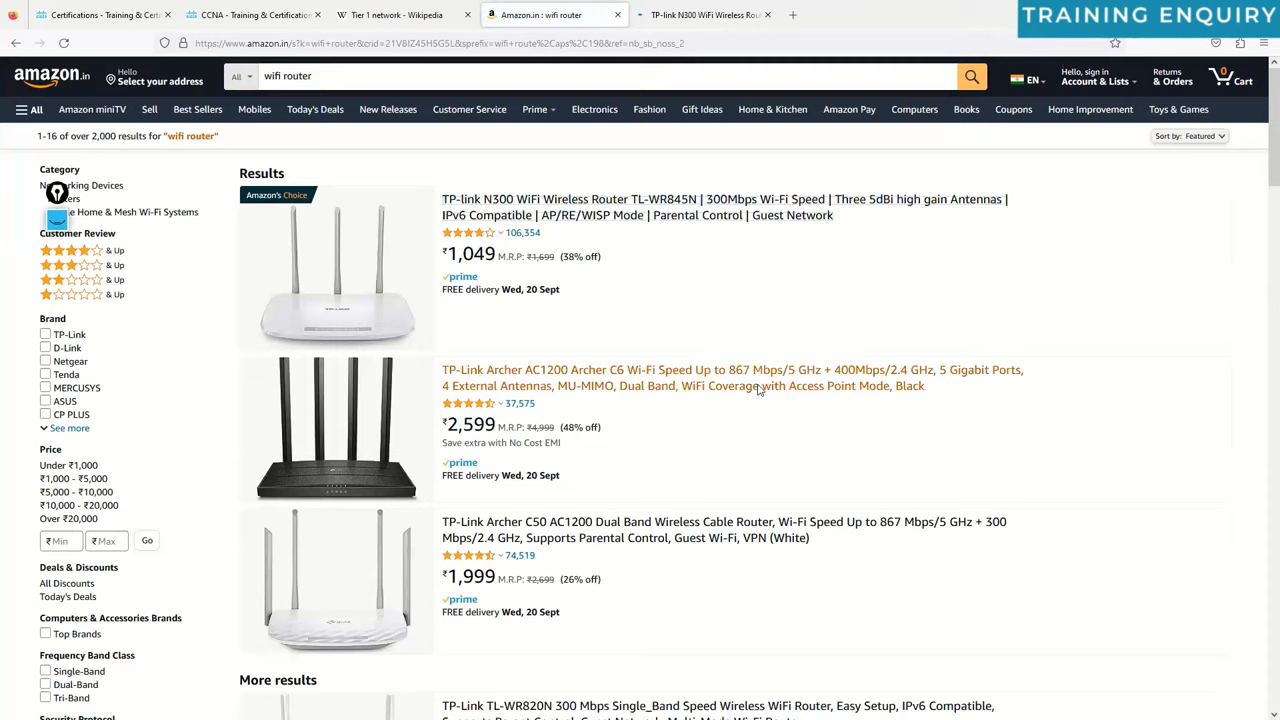 Certifications - Training & Certi
CCNA - Training & Certification
Tier 1 network - Wikipedia
Amazon.in : wifi router
TP-link N300 WiFi Wireless Rou
TRAINING ENQUIRY
https://www.amazon.in/s?k=wifi+router&crid=21V8IZ45H5G5L&sprefix=wifi+route%2Caps%2C198&ref=nb_sb_noss_2
amazon.in
Hello
Select your address
All
wifi router
EN
Hello, sign in
Account & Lists
Returns
& Orders
0
Cart
All
Amazon miniTV
Sell
Best Sellers
Mobiles
Today's Deals
New Releases
Customer Service
Prime
Electronics
Fashion
Gift Ideas
Home & Kitchen
Amazon Pay
Computers
Books
Coupons
Home Improvement
Toys & Games
1-16 of over 2,000 results for "wifi router"
Sort by: Featured
Category
Home & Mesh Wi-Fi Systems
Customer Review
& Up
& Up
& Up
& Up
Brand
TP-Link
D-Link
Netgear
Tenda
MERCUSYS
ASUS
CP PLUS
See more
Price
Under ₹1,000
₹1,000 - ₹5,000
₹5,000 - ₹10,000
₹10,000 - ₹20,000
Over ₹20,000
₹ Min
₹ Max
Go
Deals & Discounts
All Discounts
Today's Deals
Computers & Accessories Brands
Top Brands
Frequency Band Class
Single-Band
Dual-Band
Tri-Band
Results
Amazon's Choice
TP-link N300 WiFi Wireless Router TL-WR845N | 300Mbps Wi-Fi Speed | Three 5dBi high gain Antennas |
IPv6 Compatible | AP/RE/WISP Mode | Parental Control | Guest Network
106,354
₹1,049 M.R.P: ₹1,699 (38% off)
prime
FREE delivery Wed, 20 Sept
TP-Link Archer AC1200 Archer C6 Wi-Fi Speed Up to 867 Mbps/5 GHz + 400Mbps/2.4 GHz, 5 Gigabit Ports,
4 External Antennas, MU-MIMO, Dual Band, WiFi Coverage with Access Point Mode, Black
37,575
₹2,599 M.R.P: ₹4,999 (48% off)
Save extra with No Cost EMI
prime
FREE delivery Wed, 20 Sept
TP-Link Archer C50 AC1200 Dual Band Wireless Cable Router, Wi-Fi Speed Up to 867 Mbps/5 GHz + 300
Mbps/2.4 GHz, Supports Parental Control, Guest Wi-Fi, VPN (White)
74,519
₹1,999 M.R.P: ₹2,699 (26% off)
prime
FREE delivery Wed, 20 Sept
More results
TP-Link TL-WR820N 300 Mbps Single_Band Speed Wireless WiFi Router, Easy Setup, IPv6 Compatible,